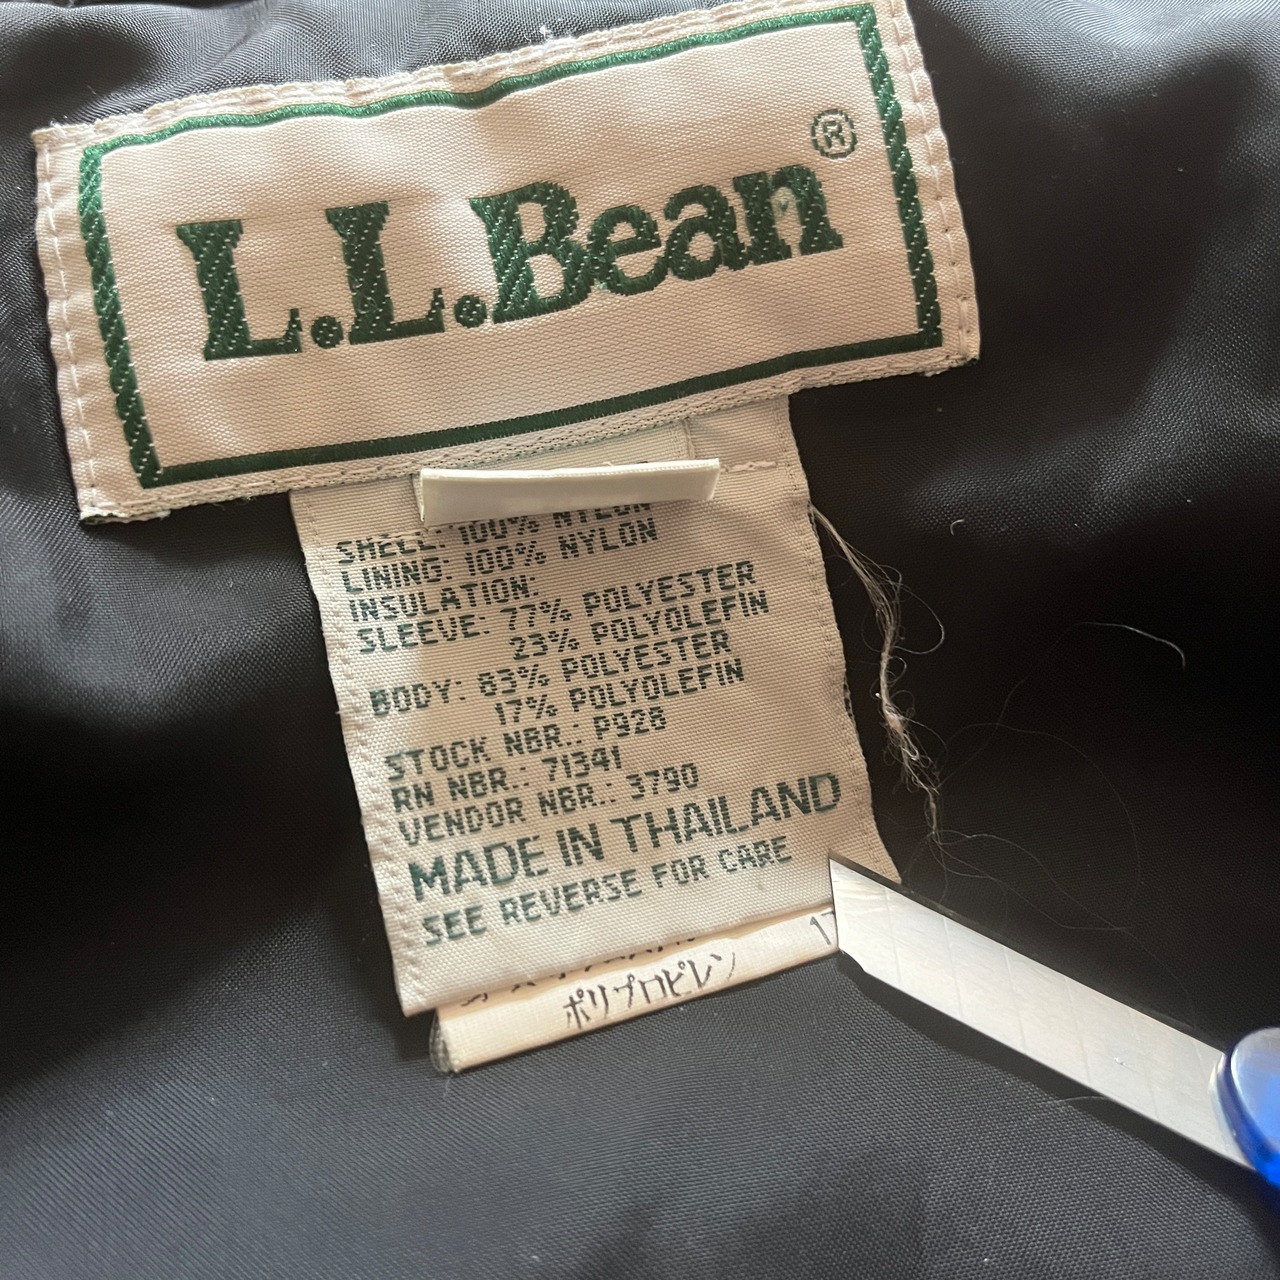 L.L.Bean®
SHELL: 100% NYLON
LINING: 100% NYLON
INSULATION:
SLEEVE: 77% POLYESTER
23% POLYOLEFIN
BODY: 83% POLYESTER
17% POLYOLEFIN
STOCK NBR.: P928
RN NBR.: 71341
VENDOR NBR.: 3790
MADE IN THAILAND
SEE REVERSE FOR CARE
17
ポリプロピレン